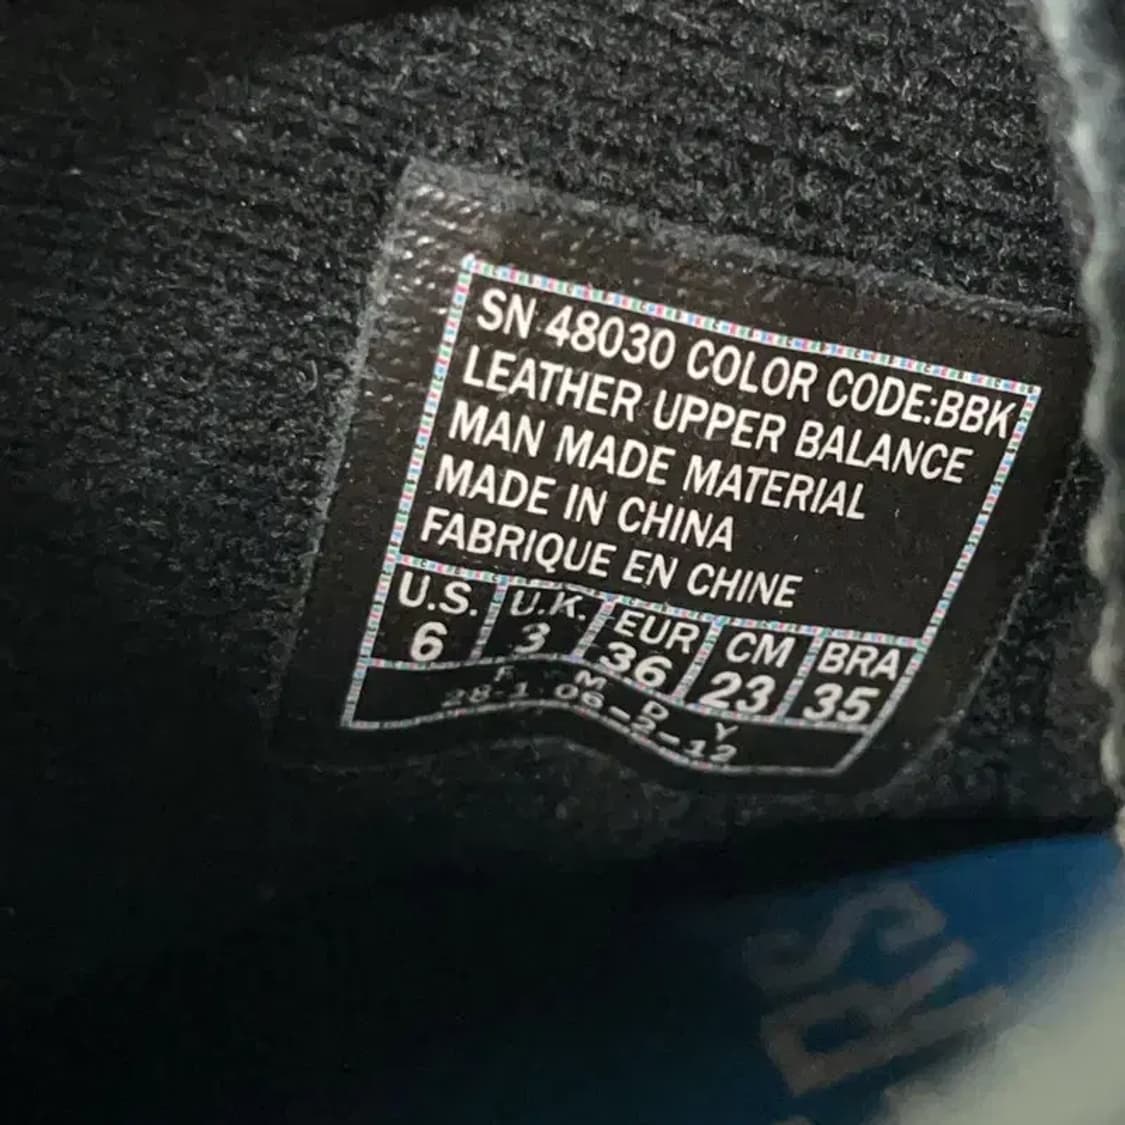 SN 48030 COLOR CODE:BBK
LEATHER UPPER BALANCE
MAN MADE MATERIAL
MADE IN CHINA
FABRIQUE EN CHINE
U.S. U.K. EUR CM BRA
6 3 36 23 35
F M D Y
28-1 06-2-12